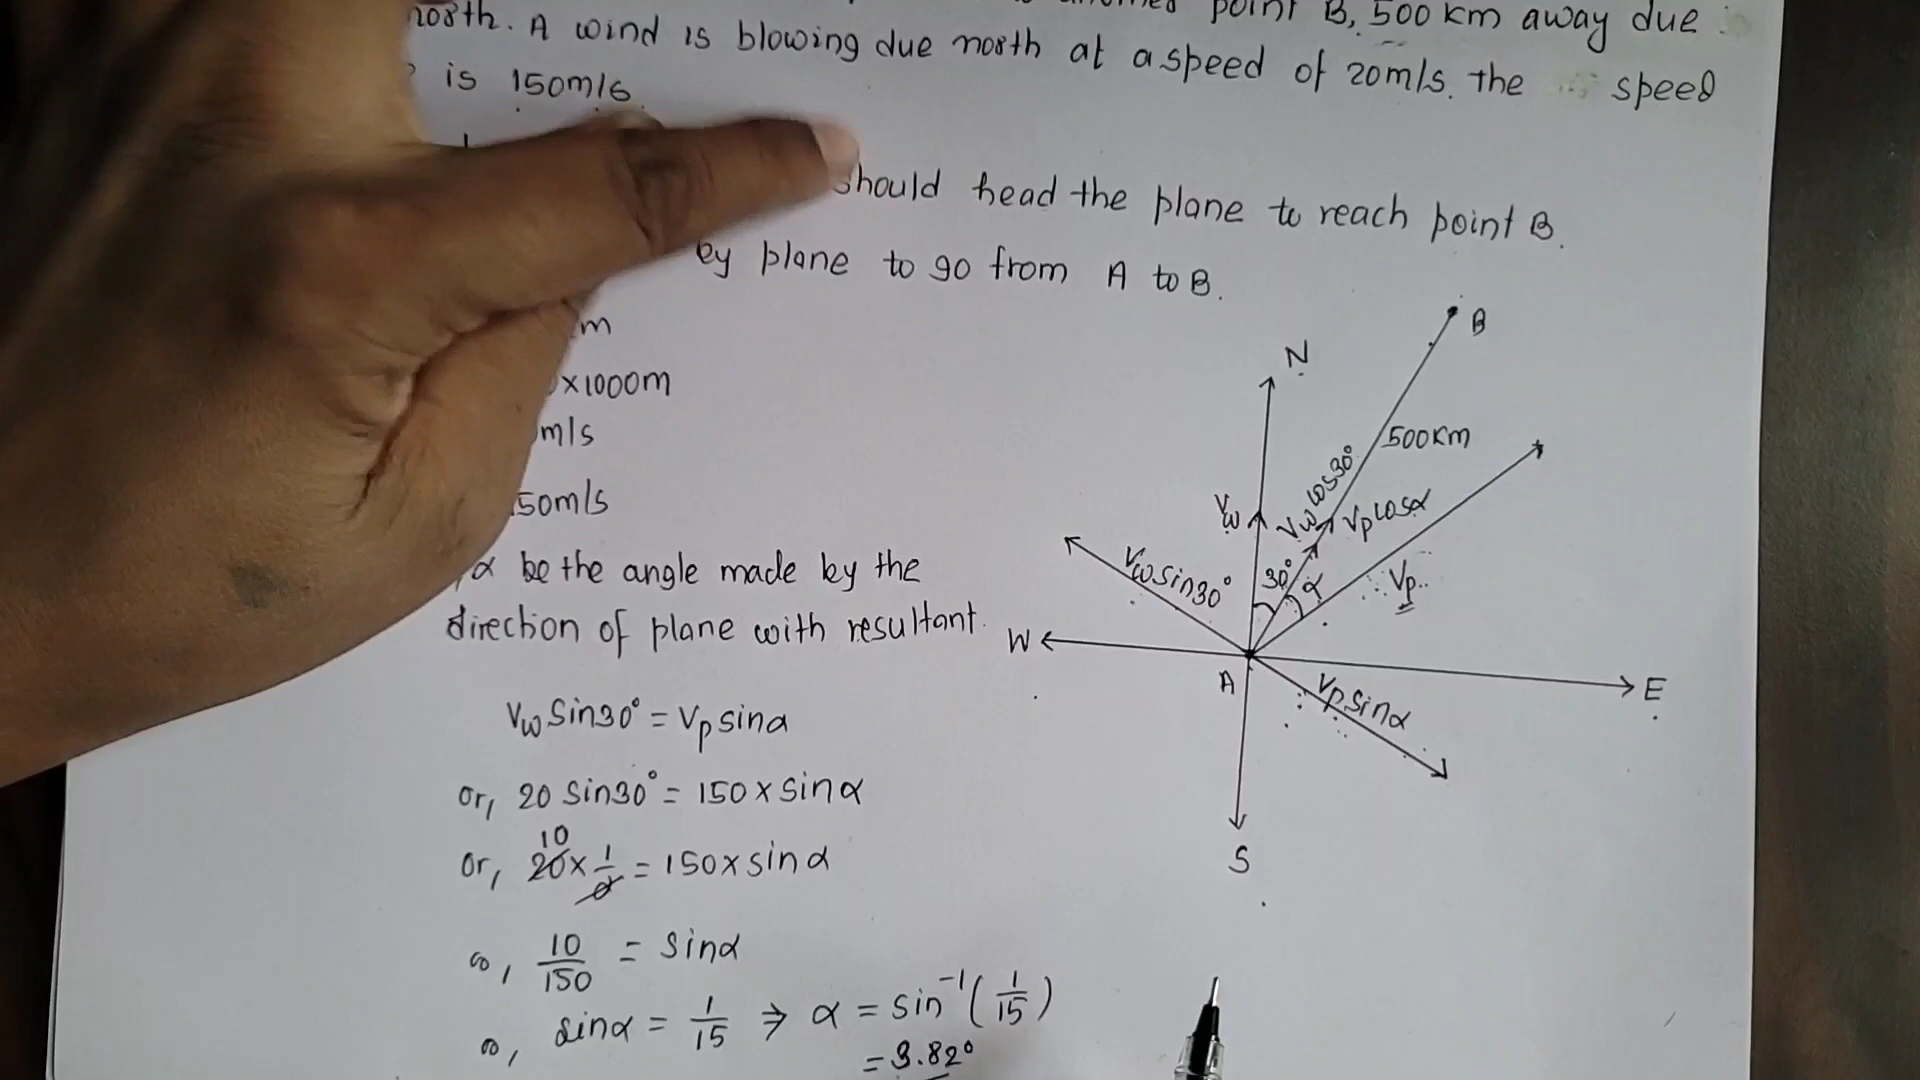 north. A wind is blowing due north at a speed of 20m/s. the speed
point B, 500 km away due
is 150m/s.
should head the plane to reach point B.
ey plane to go from A to B.
m
x1000m
m/s
50m/s
α be the angle made by the
direction of plane with resultant.
Vw Sin30° = Vp sinα
or, 20 Sin30° = 150 x sinα
10
or, 20 x 1/2 = 150 x sinα
or, 10/150 = sinα
or, sinα = 1/15 ⇒ α = sin⁻¹(1/15)
= 3.82°
B
N
500km
Vw cos30°
Vp cosα
Vw
Vw sin30°
30°
α
Vp
W
A
E
Vp sinα
S